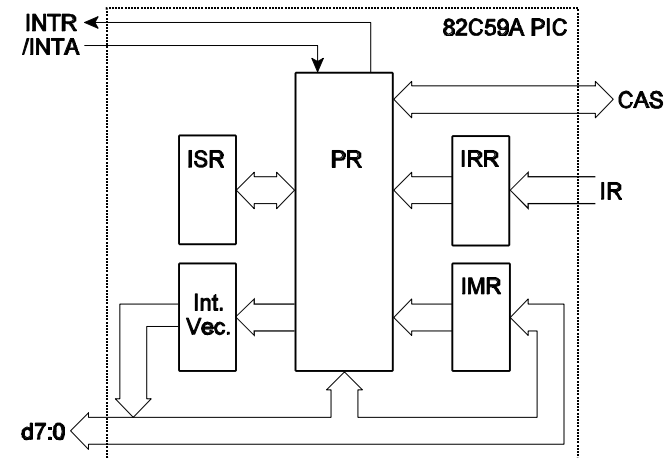 INTR
/INTA
82C59A PIC
CAS
ISR
PR
IRR
IR
Int.
Vec.
IMR
d7:0